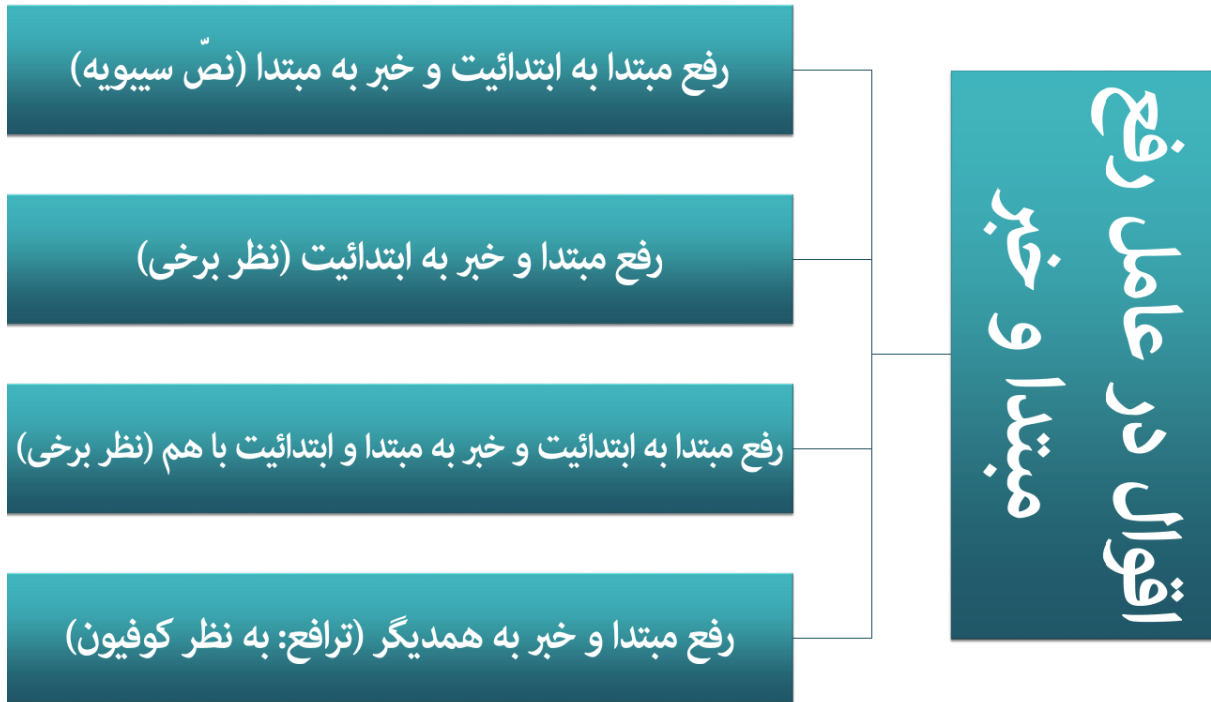 اقوال در عامل رفع
مبتدا و خبر
رفع مبتدا به ابتدائیت و خبر به مبتدا (نصّ سیبویه)
رفع مبتدا و خبر به ابتدائیت (نظر برخی)
رفع مبتدا به ابتدائیت و خبر به مبتدا و ابتدائیت با هم (نظر برخی)
رفع مبتدا و خبر به همدیگر (ترافع: به نظر کوفیون)